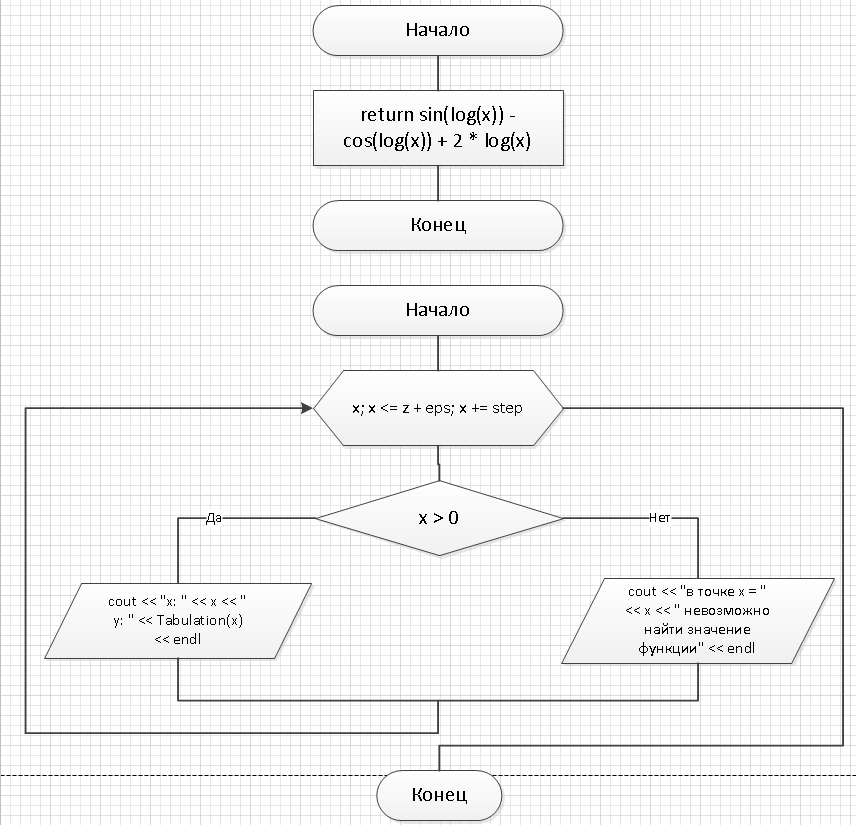 Начало
return sin(log(x)) -
cos(log(x)) + 2 * log(x)
Конец
Начало
x; x <= z + eps; x += step
x > 0
Да
Нет
cout << "x: " << x << "
y: " << Tabulation(x)
<< endl
cout << "в точке x = "
<< x << " невозможно
найти значение
функции" << endl
Конец